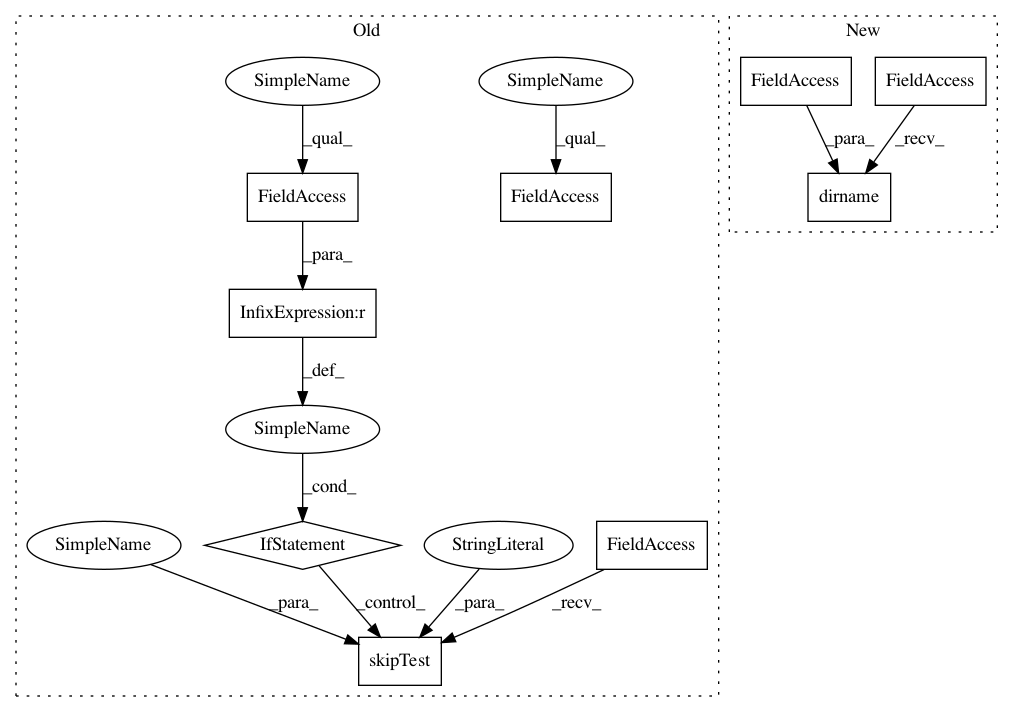 Old
New
SimpleName
SimpleName
FieldAccess
FieldAccess
_qual_
_qual_
_para_
_recv_
FieldAccess
FieldAccess
dirname
_para_
InfixExpression:r
_def_
SimpleName
_cond_
SimpleName
IfStatement
StringLiteral
FieldAccess
_para_
_control_
_para_
_recv_
skipTest